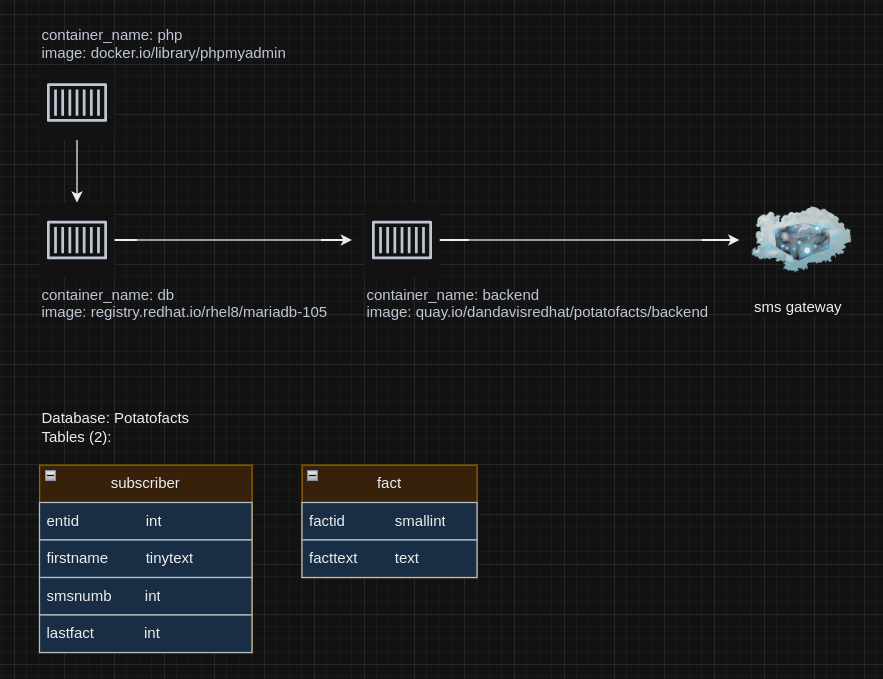 container_name: php
image: docker.io/library/phpmyadmin
container_name: db
image: registry.redhat.io/rhel8/mariadb-105
container_name: backend
image: quay.io/dandavisredhat/potatofacts/backend
sms gateway
Database: Potatofacts
Tables (2):
subscriber
entid int
firstname tinytext
smsnumb int
lastfact int
fact
factid smallint
facttext text